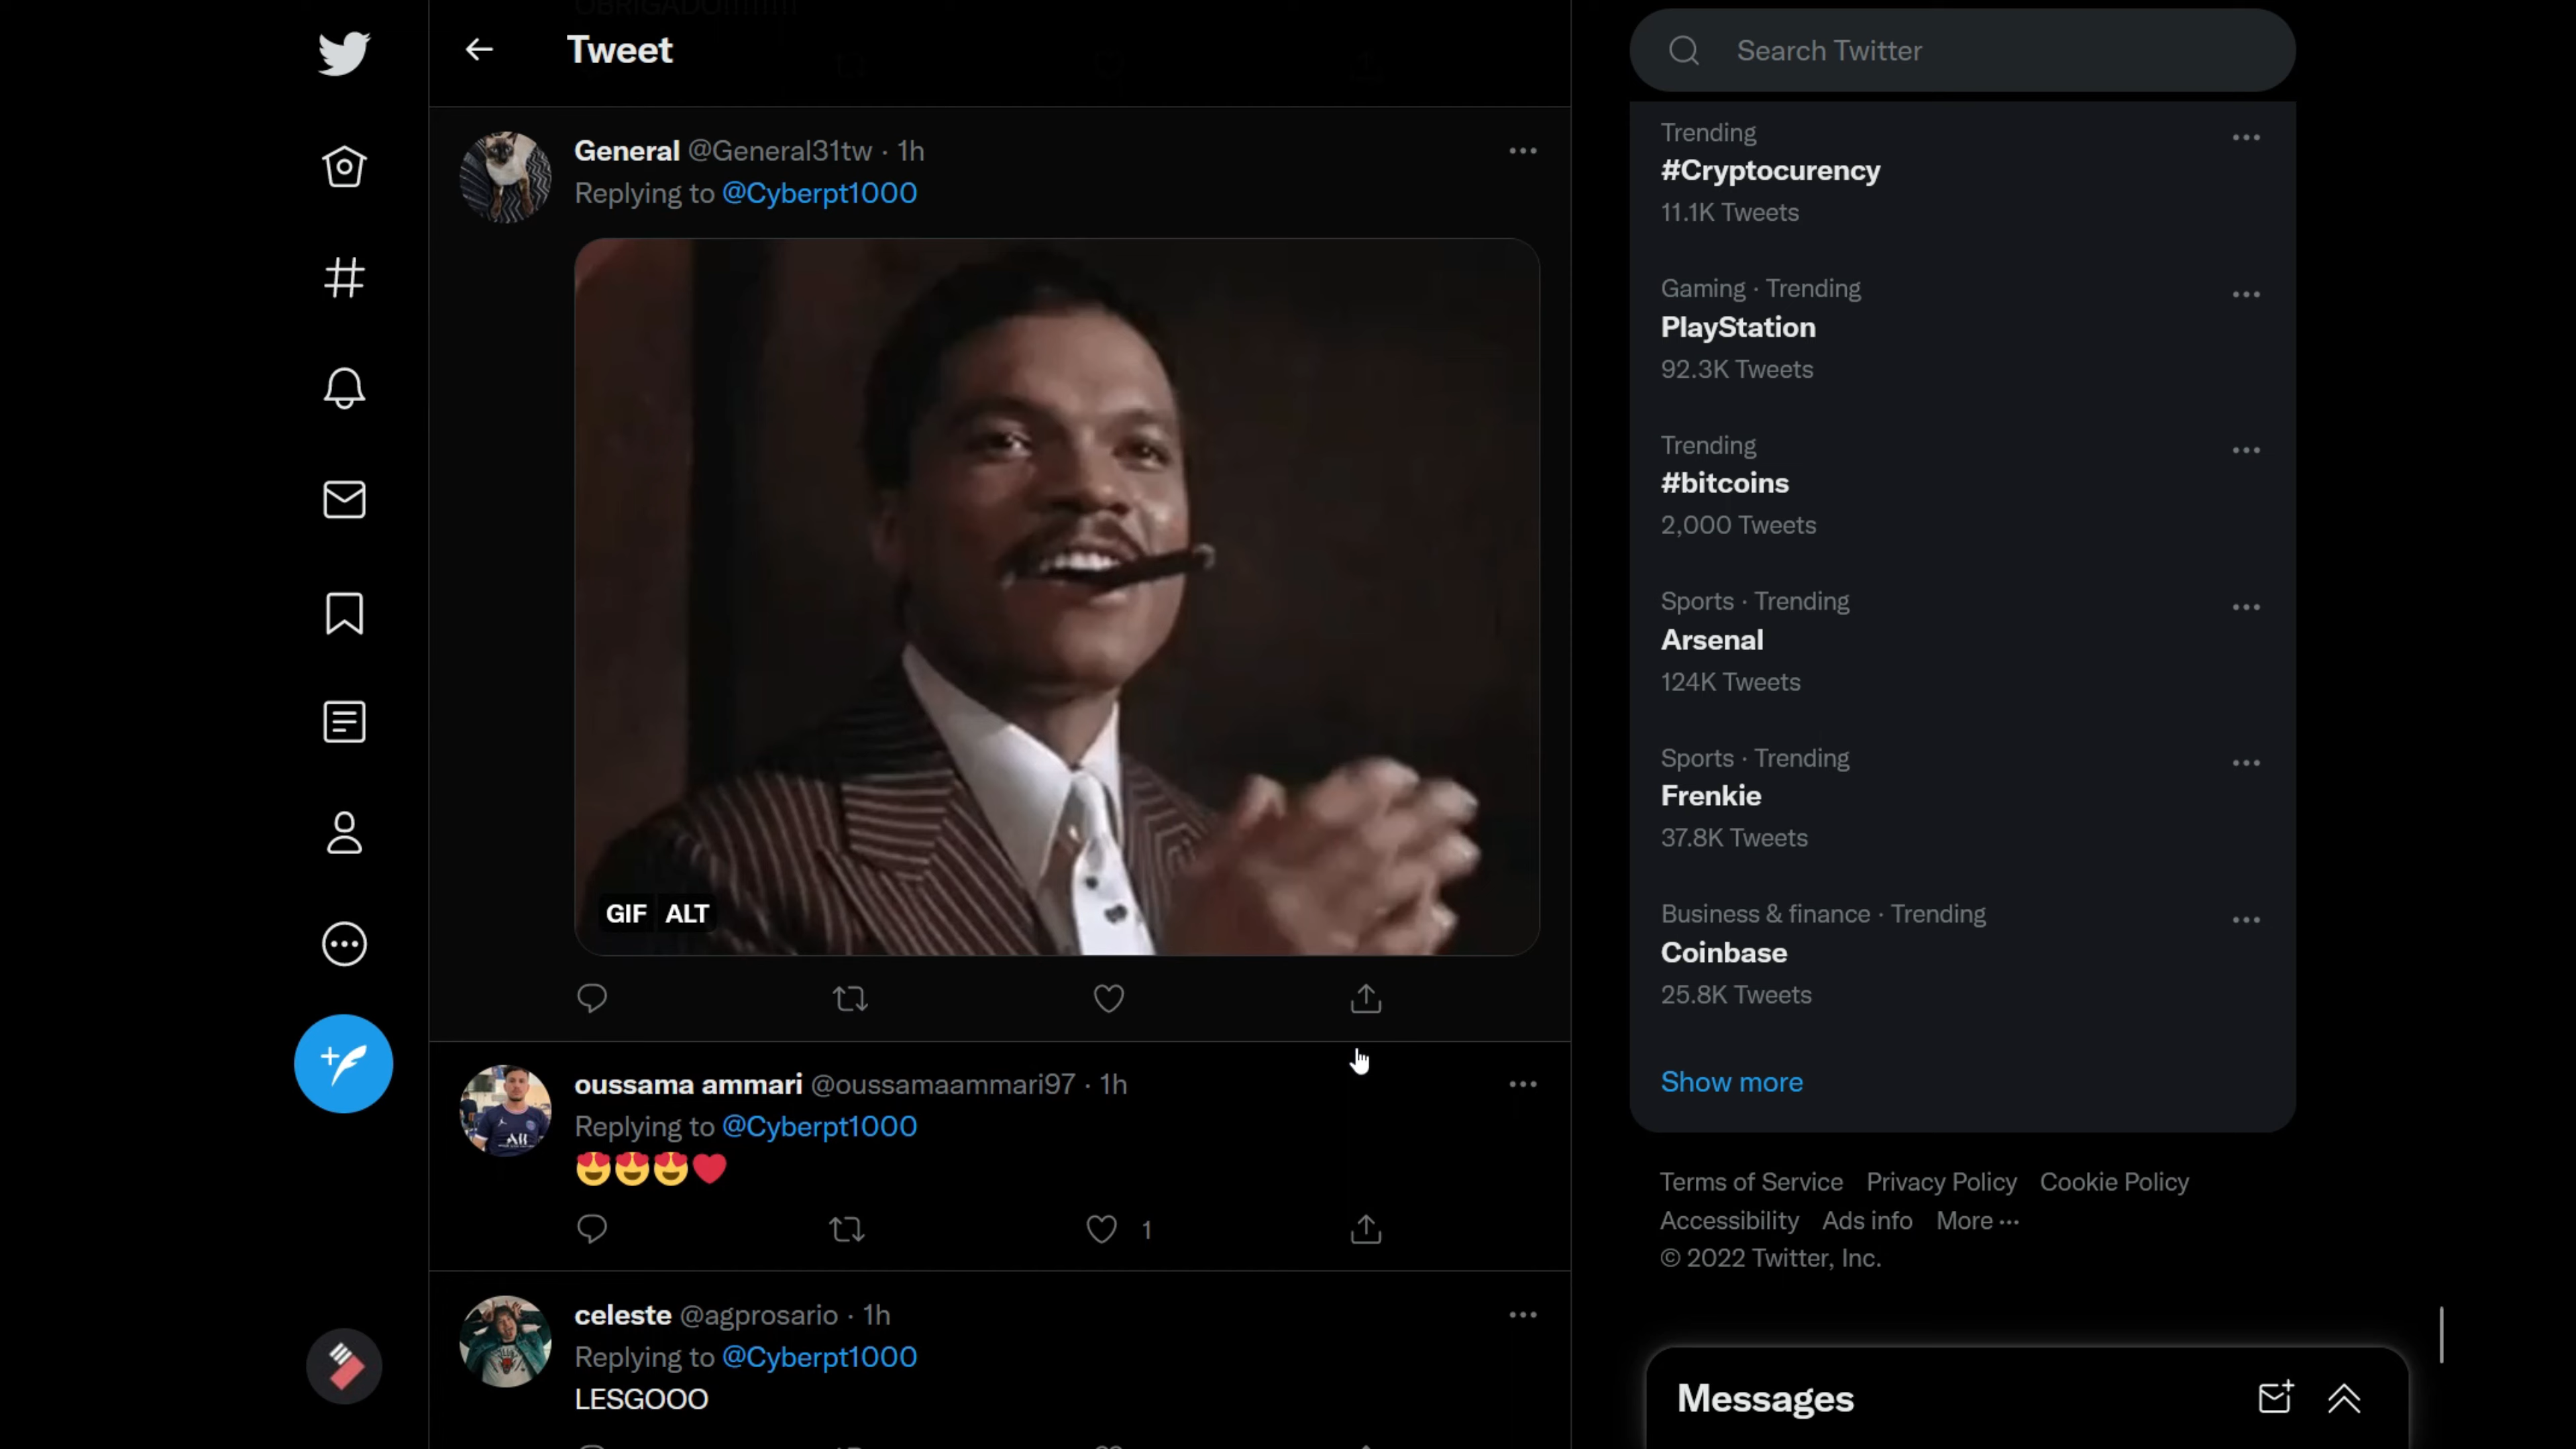 OBRIGADO!!!!!!!!!
Tweet
General @General31tw · 1h
Replying to @Cyberpt1000
GIF ALT
oussama ammari @oussamaammari97 · 1h
Replying to @Cyberpt1000
😍😍😍❤️
1
celeste @agprosario · 1h
Replying to @Cyberpt1000
LESGOOO
Search Twitter
Trending
#Cryptocurency
11.1K Tweets
Gaming · Trending
PlayStation
92.3K Tweets
Trending
#bitcoins
2,000 Tweets
Sports · Trending
Arsenal
124K Tweets
Sports · Trending
Frenkie
37.8K Tweets
Business & finance · Trending
Coinbase
25.8K Tweets
Show more
Terms of Service Privacy Policy Cookie Policy
Accessibility Ads info More ···
© 2022 Twitter, Inc.
Messages